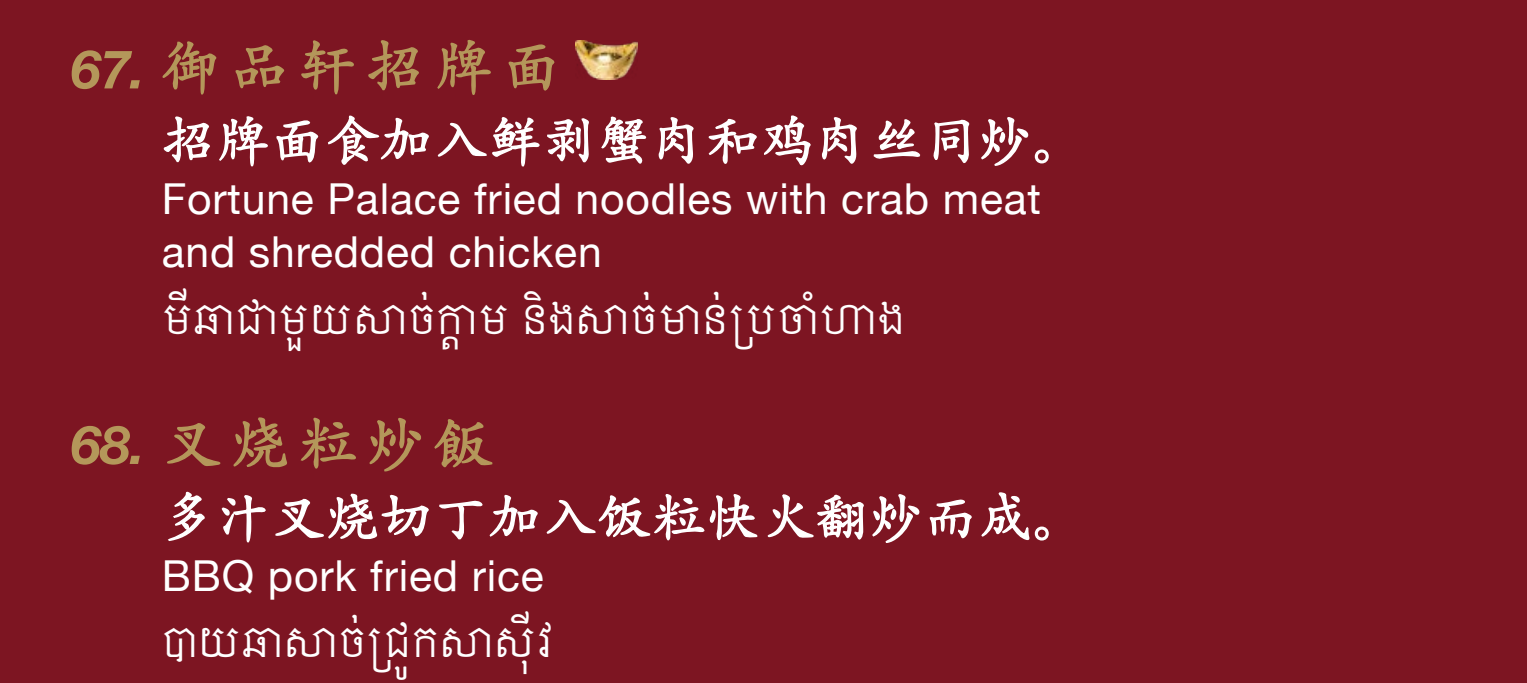 67. 御品轩招牌面
招牌面食加入鲜剥蟹肉和鸡肉丝同炒。
Fortune Palace fried noodles with crab meat
and shredded chicken
មីឆាជាមួយសាច់ក្តាម និងសាច់មាន់ប្រចាំហាង
68. 叉烧粒炒飯
多汁叉烧切丁加入饭粒快火翻炒而成。
BBQ pork fried rice
បាយឆាសាច់ជ្រូកសាស៊ីវ